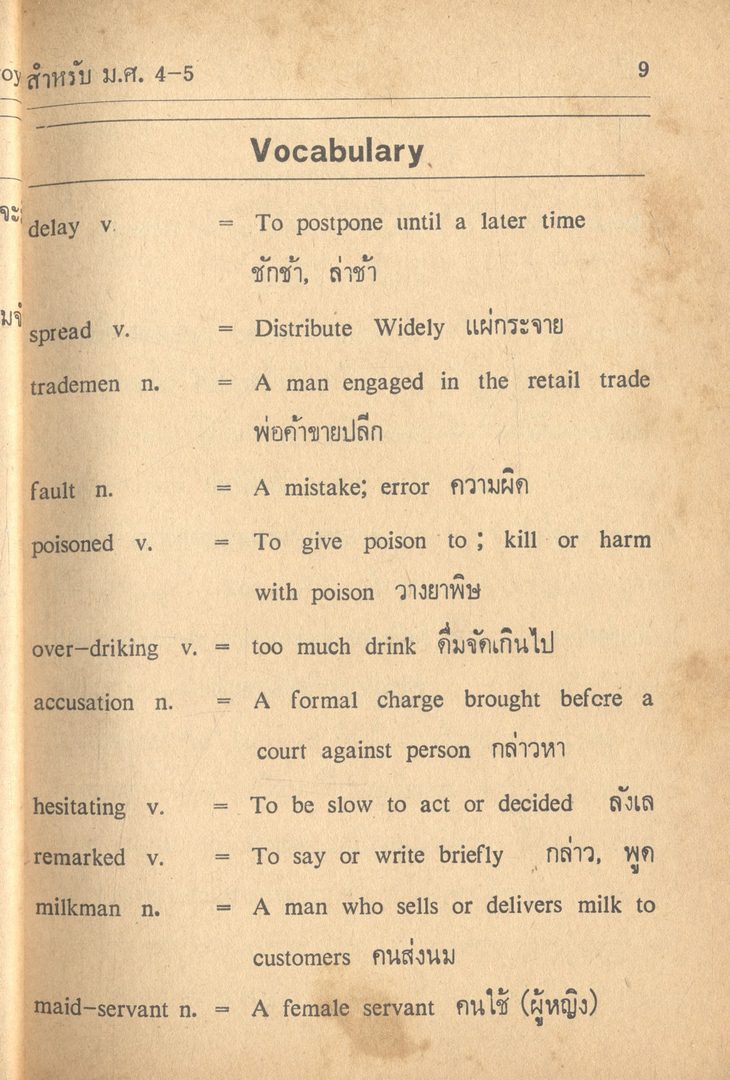 สำหรับ ม.ศ. 4-5 9
Vocabulary
delay v. = To postpone until a later time
ชักช้า, ล่าช้า
spread v. = Distribute Widely แผ่กระจาย
trademen n. = A man engaged in the retail trade
พ่อค้าขายปลีก
fault n. = A mistake; error ความผิด
poisoned v. = To give poison to ; kill or harm
with poison วางยาพิษ
over-driking v. = too much drink ดื่มจัดเกินไป
accusation n. = A formal charge brought before a
court against person กล่าวหา
hesitating v. = To be slow to act or decided ลังเล
remarked v. = To say or write briefly กล่าว, พูด
milkman n. = A man who sells or delivers milk to
customers คนส่งนม
maid-servant n. = A female servant คนใช้ (ผู้หญิง)